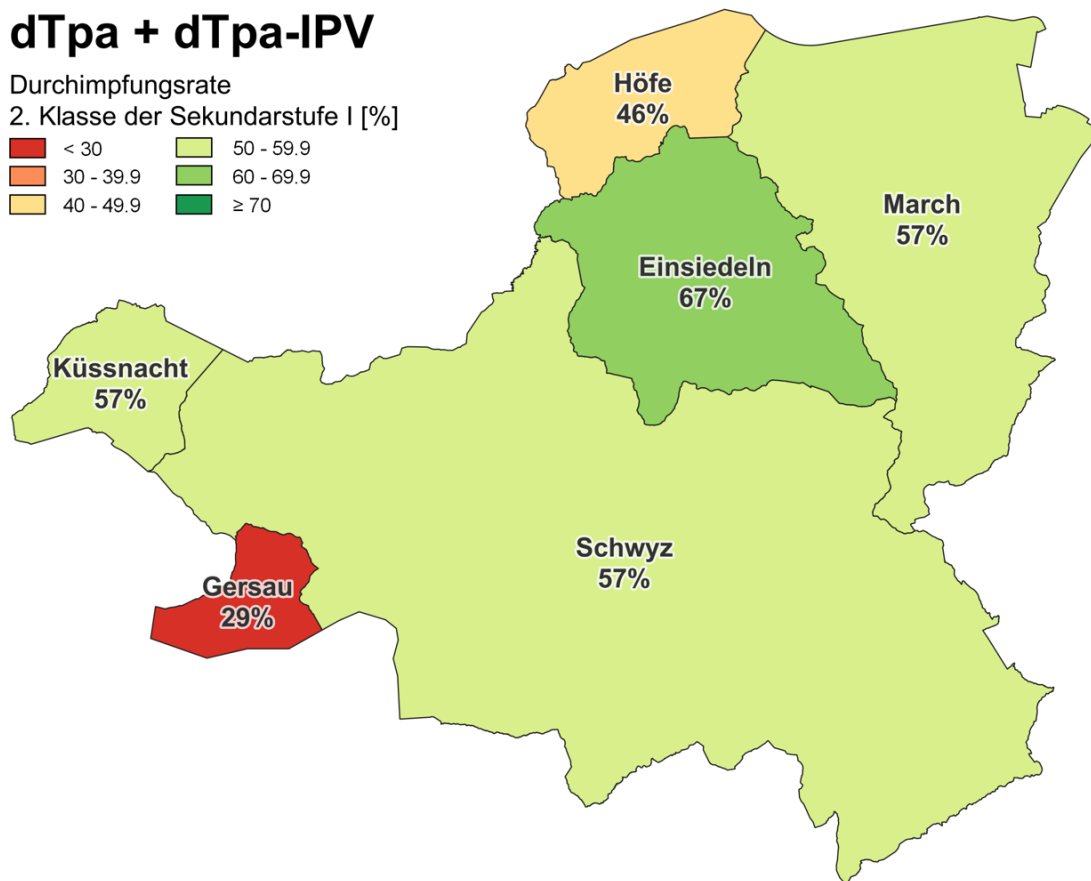 dTpa + dTpa-IPV
Durchimpfungsrate
2. Klasse der Sekundarstufe I [%]
< 30
50 - 59.9
30 - 39.9
60 - 69.9
40 - 49.9
≥ 70
Höfe
46%
March
57%
Einsiedeln
67%
Küssnacht
57%
Schwyz
57%
Gersau
29%